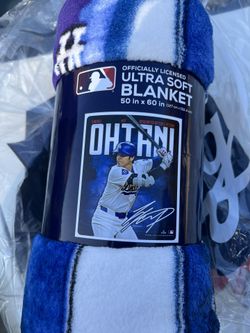 OFFICIALLY LICENSED
ULTRA SOFT
BLANKET
50 in x 60 in
OHTANI